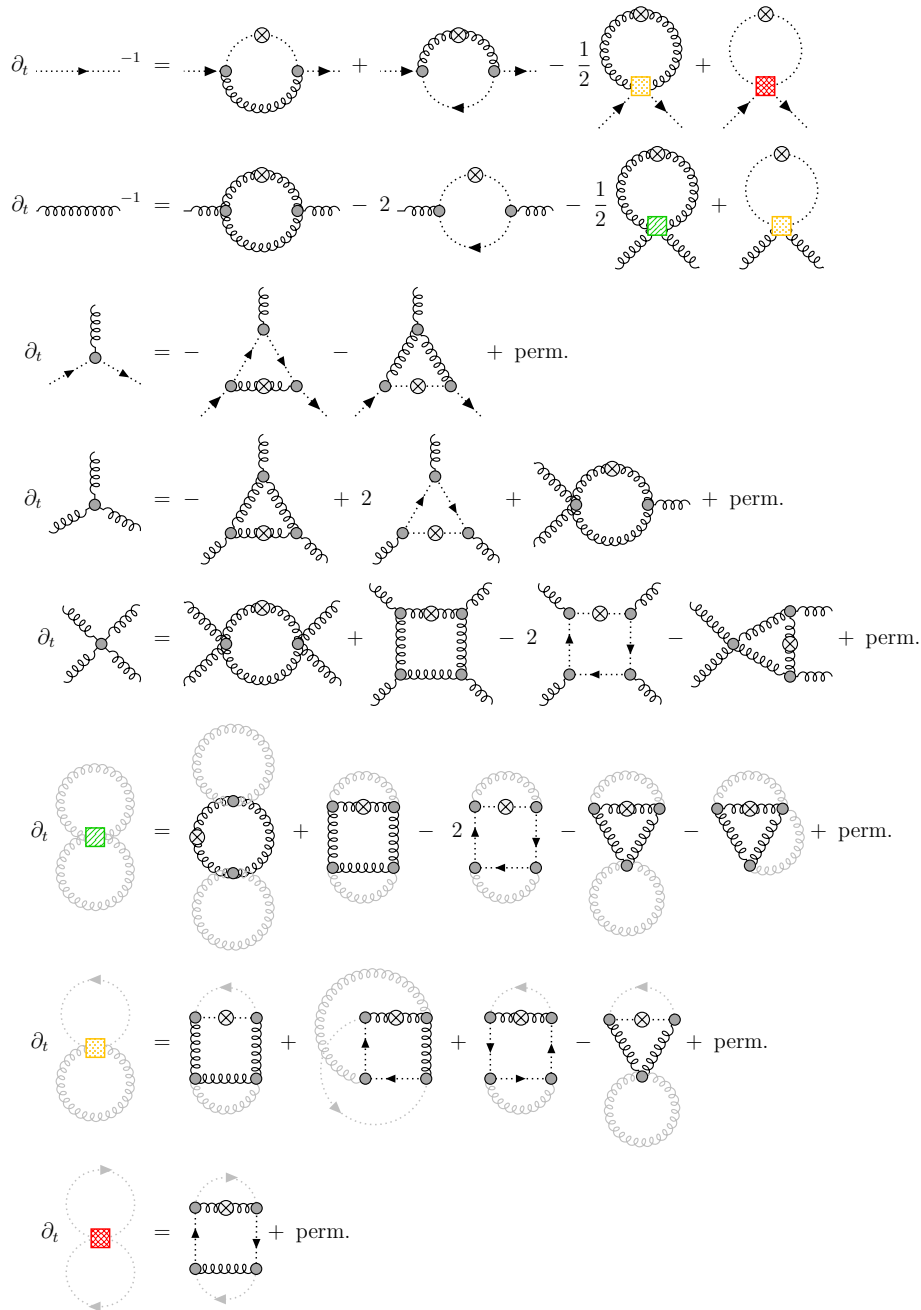 ∂t −1 = + − 1/2 +
∂t −1 = − 2 − 1/2 +
∂t = − − + perm.
∂t = − + 2 + + perm.
∂t = + − 2 − + perm.
∂t = + − 2 − − + perm.
∂t = + + − + perm.
∂t = + perm.